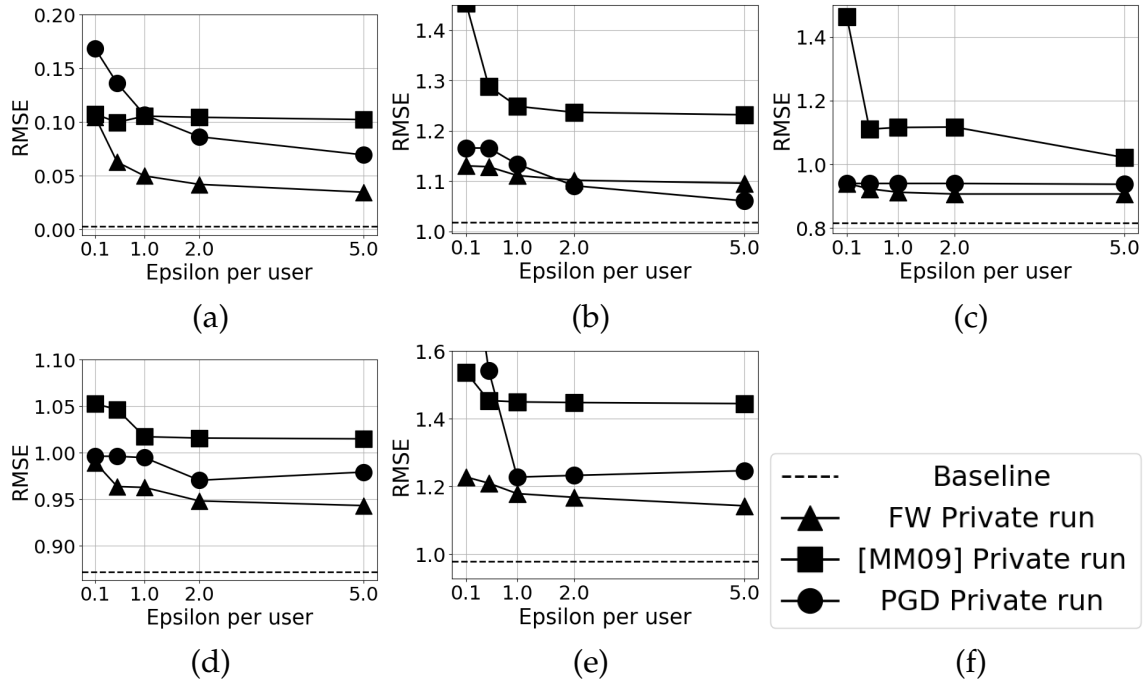 0.20
0.15
0.10
0.05
0.00
RMSE
0.1 1.0 2.0 5.0
Epsilon per user
(a)
1.4
1.3
1.2
1.1
1.0
RMSE
0.1 1.0 2.0 5.0
Epsilon per user
(b)
1.4
1.2
1.0
0.8
RMSE
0.1 1.0 2.0 5.0
Epsilon per user
(c)
1.10
1.05
1.00
0.95
0.90
RMSE
0.1 1.0 2.0 5.0
Epsilon per user
(d)
1.6
1.4
1.2
1.0
RMSE
0.1 1.0 2.0 5.0
Epsilon per user
(e)
Baseline
FW Private run
[MM09] Private run
PGD Private run
(f)